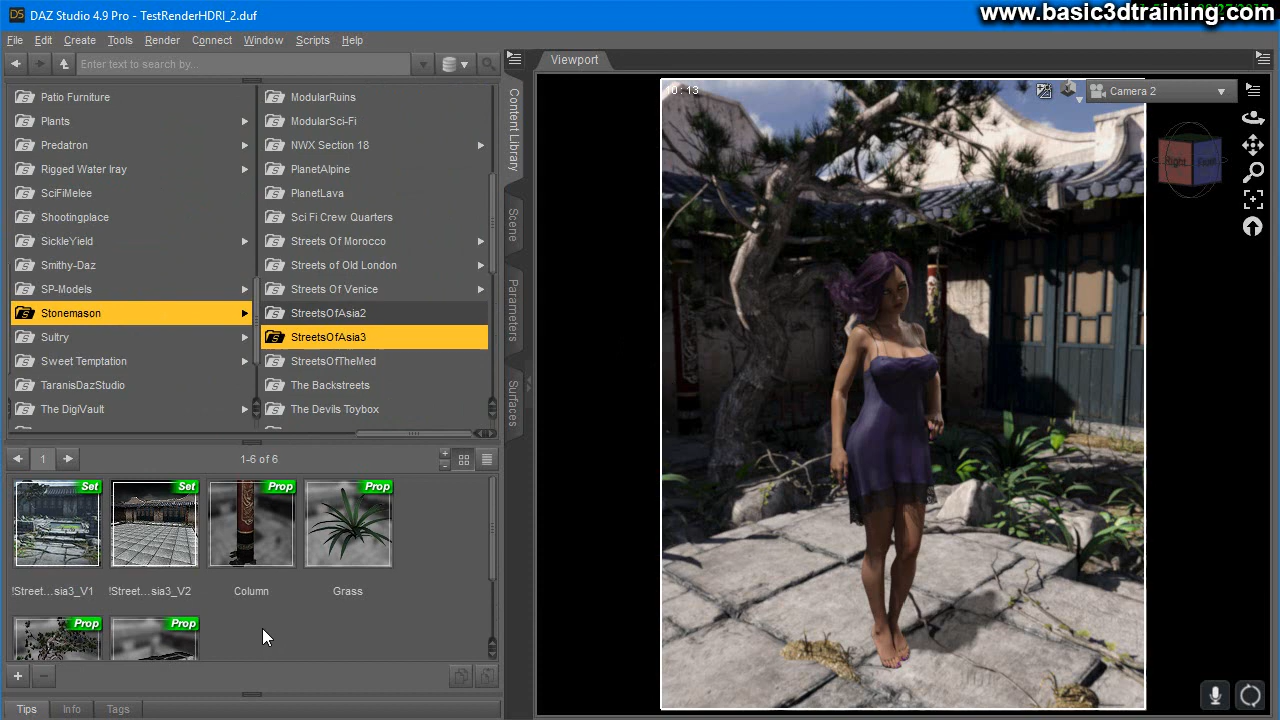 DAZ Studio 4.9 Pro - TestRenderHDRI_2.duf
www.basic3dtraining.com
File Edit Create Tools Render Connect Window Scripts Help
Enter text to search by...
Viewport
Patio Furniture
Plants
Predatron
Rigged Water Iray
SciFiMelee
Shootingplace
SickleYield
Smithy-Daz
SP-Models
Stonemason
Sultry
Sweet Temptation
TaranisDazStudio
The DigiVault
ModularRuins
ModularSci-Fi
NWX Section 18
PlanetAlpine
PlanetLava
Sci Fi Crew Quarters
Streets Of Morocco
Streets of Old London
Streets Of Venice
StreetsOfAsia2
StreetsOfAsia3
StreetsOfTheMed
The Backstreets
The Devils Toybox
Content Library
Scene
Parameters
Surfaces
Camera 2
Right
Front
1
1-6 of 6
Set
Set
Prop
Prop
!Street...sia3_V1
!Street...sia3_V2
Column
Grass
Prop
Prop
Tips Info Tags